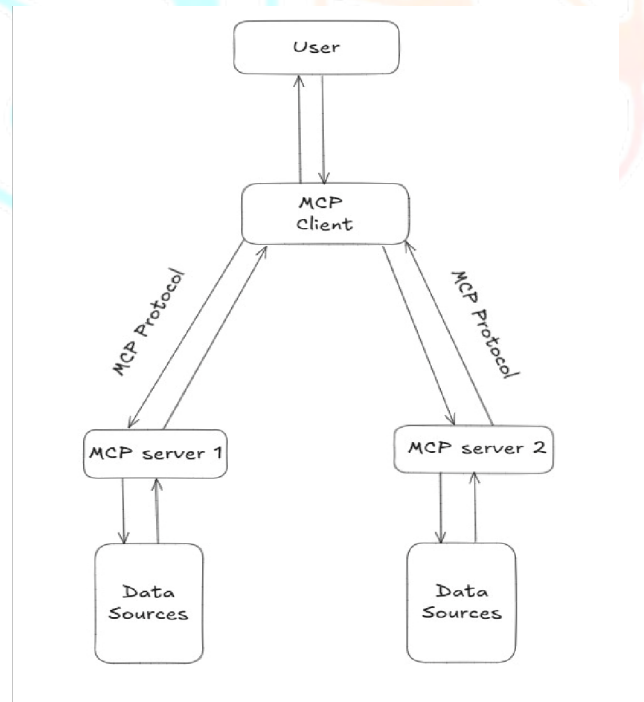 User
MCP
Client
MCP Protocol
MCP Protocol
MCP server 1
MCP server 2
Data
Sources
Data
Sources